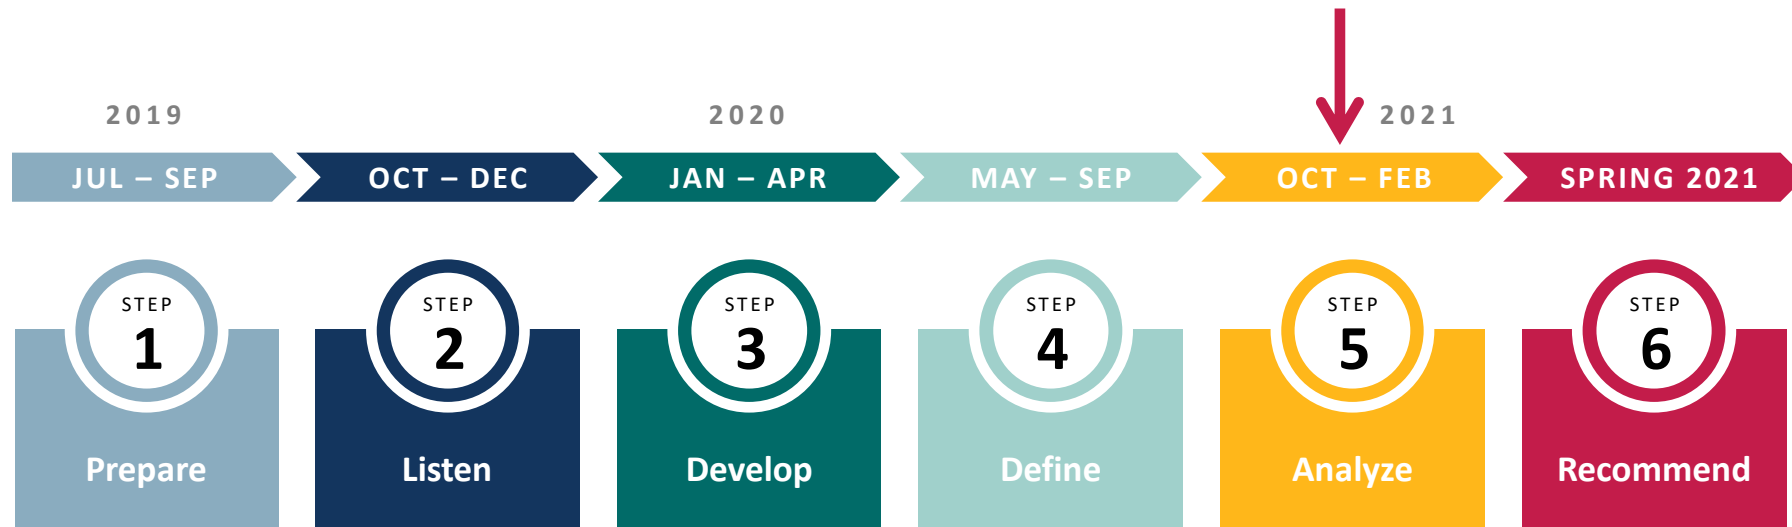 2019 2020 2021
JUL – SEP OCT – DEC JAN – APR MAY – SEP OCT – FEB SPRING 2021
STEP STEP STEP STEP STEP STEP
1 2 3 4 5 6
Prepare Listen Develop Define Analyze Recommend